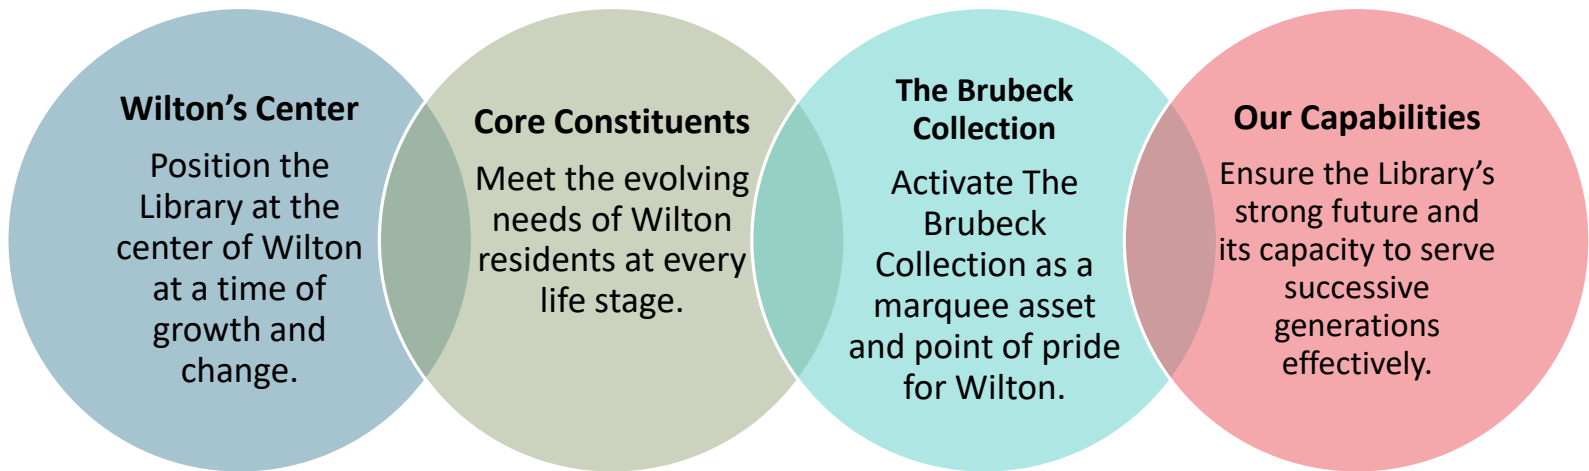 Wilton’s Center
Position the
Library at the
center of Wilton
at a time of
growth and
change.
Core Constituents
Meet the evolving
needs of Wilton
residents at every
life stage.
The Brubeck
Collection
Activate The
Brubeck
Collection as a
marquee asset
and point of pride
for Wilton.
Our Capabilities
Ensure the Library’s
strong future and
its capacity to serve
successive
generations
effectively.